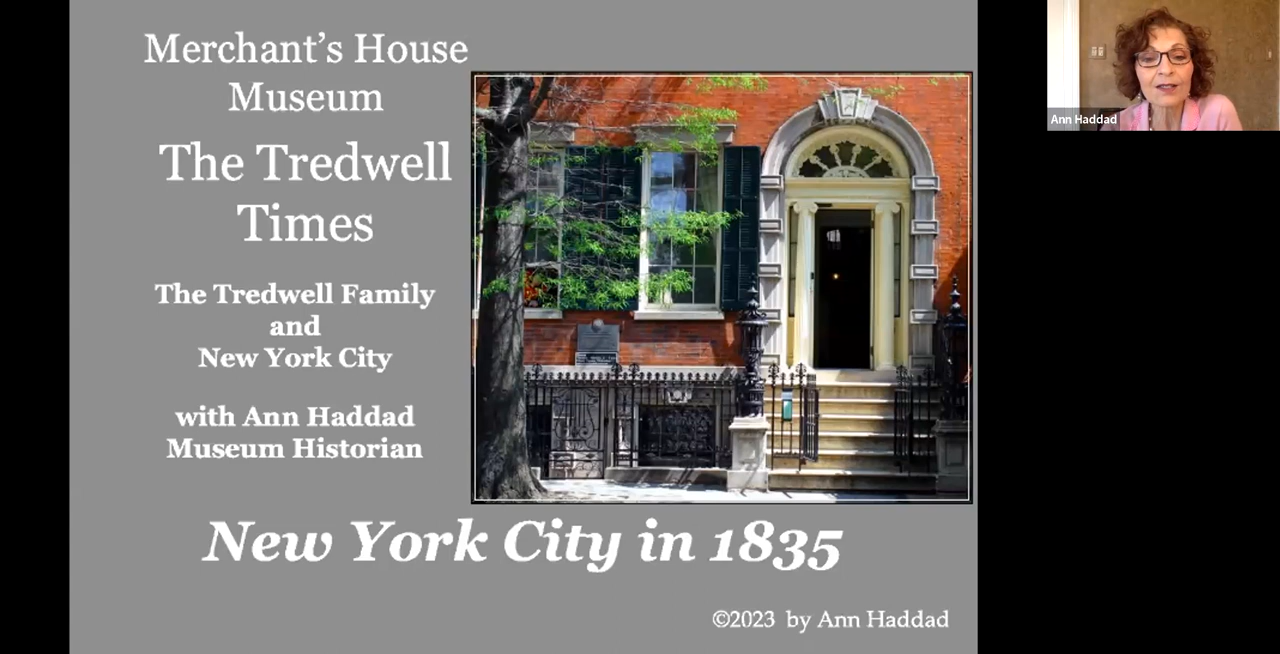 Merchant's House
Museum
The Tredwell
Times
The Tredwell Family
and
New York City
with Ann Haddad
Museum Historian
New York City in 1835
©2023 by Ann Haddad
Ann Haddad